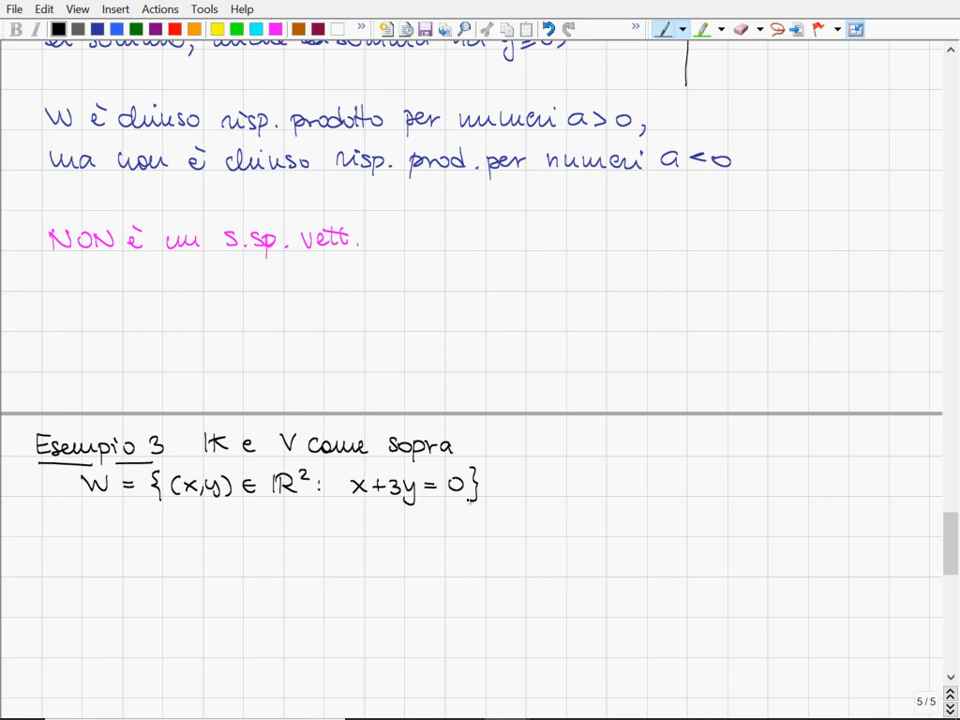 File Edit View Insert Actions Tools Help
B I
W è chiuso risp. prodotto per numeri a > 0,
ma non è chiuso risp. prod. per numeri a < 0
NON è un s.sp. vett.
Esempio 3 IK e V come sopra
W = {(x,y) ∈ ℝ²: x+3y = 0}
5 / 5